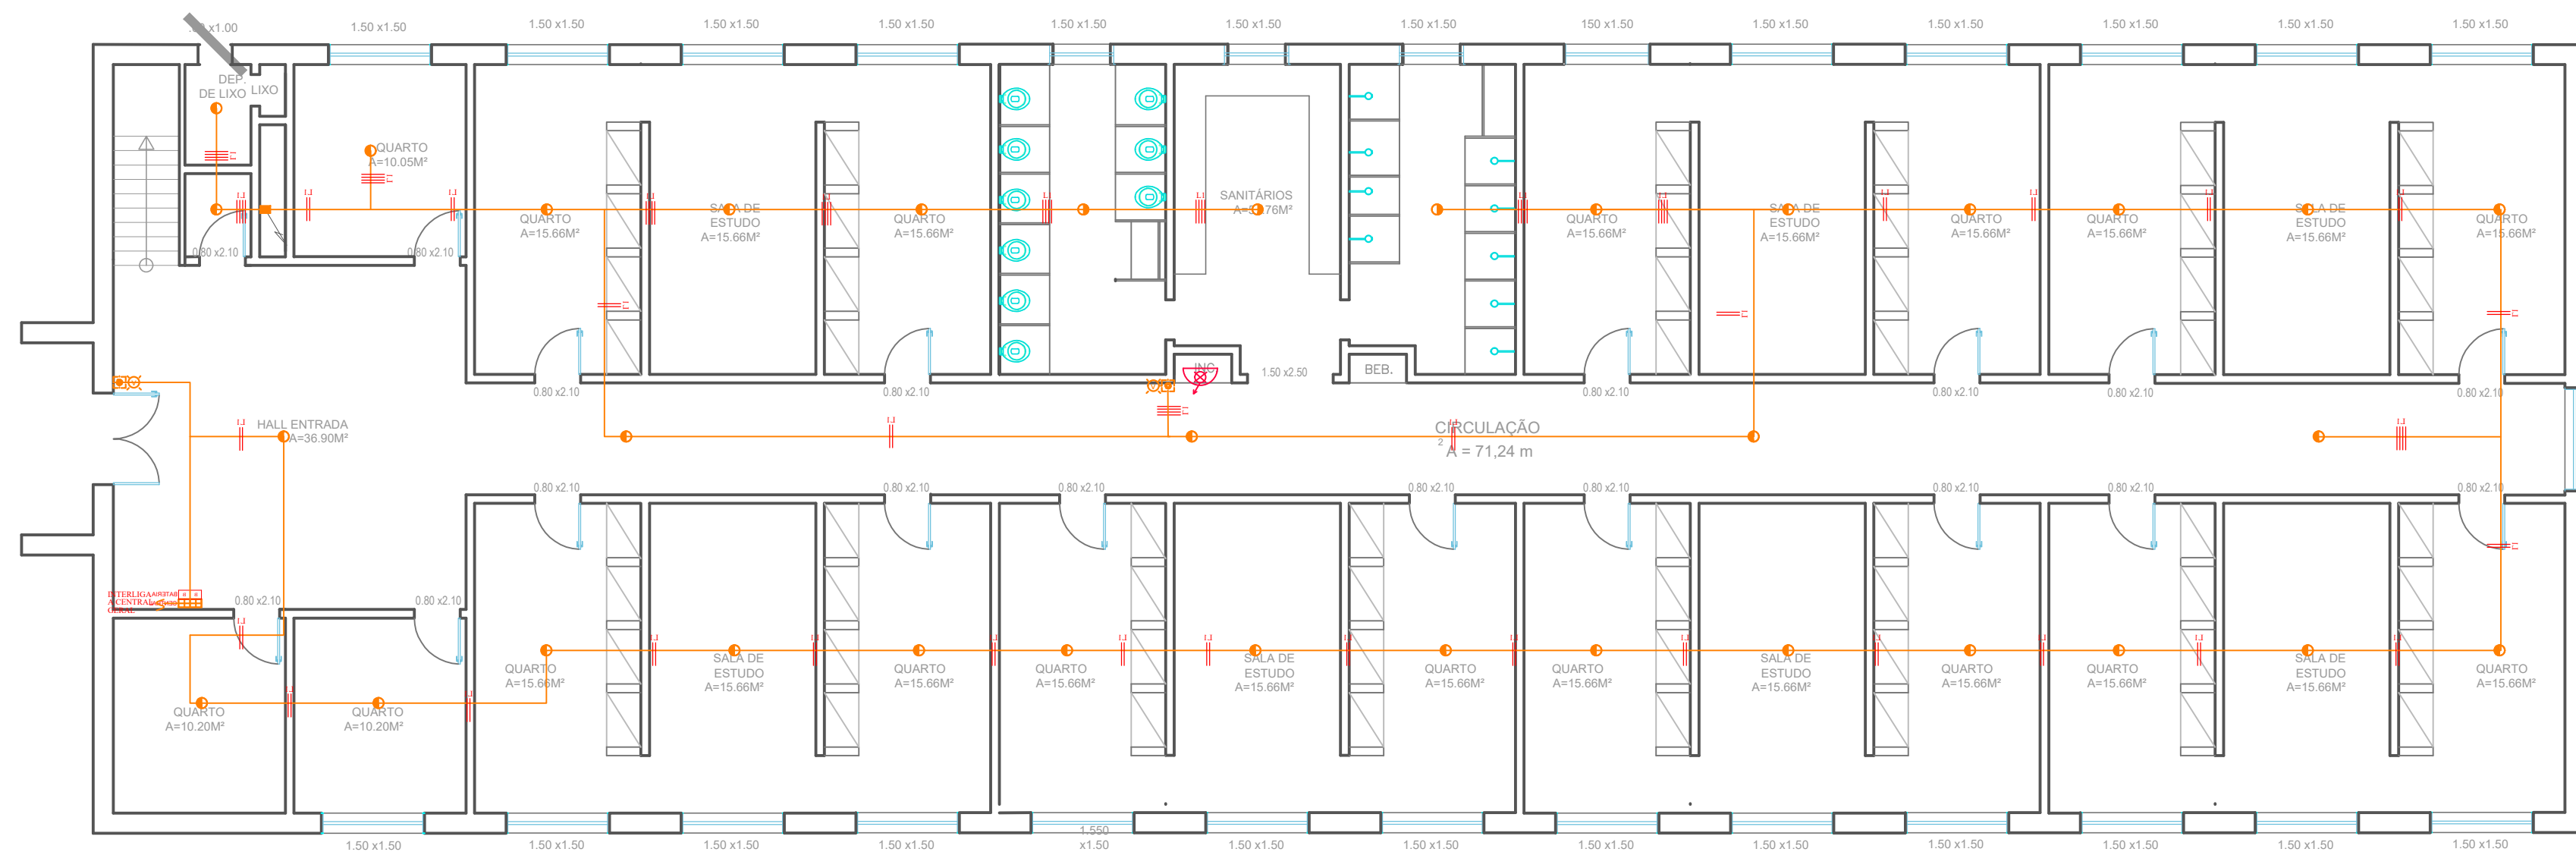 1.50 x1.50
1.50 x1.50
1.50 x1.50
1.50 x1.50
1.50 x1.50
1.50 x1.50
1.50 x1.50
150 x1.50
1.50 x1.50
1.50 x1.50
1.50 x1.50
1.50 x1.50
1.50 x1.50
x1.00
DEP.
DE LIXO
LIXO
QUARTO
A=10.05M²
QUARTO
A=15.66M²
SALA DE
ESTUDO
A=15.66M²
QUARTO
A=15.66M²
SANITÁRIOS
QUARTO
A=15.66M²
SALA DE
ESTUDO
A=15.66M²
QUARTO
A=15.66M²
QUARTO
A=15.66M²
SALA DE
ESTUDO
A=15.66M²
QUARTO
A=15.66M²
0.80 x2.10
0.80 x2.10
INC
1.50 x2.50
BEB.
0.80 x2.10
0.80 x2.10
0.80 x2.10
0.80 x2.10
0.80 x2.10
0.80 x2.10
HALL ENTRADA
A=36.90M²
CIRCULAÇÃO
2
A = 71,24 m
0.80 x2.10
0.80 x2.10
0.80 x2.10
0.80 x2.10
0.80 x2.10
0.80 x2.10
0.80 x2.10
0.80 x2.10
INTERLIGA
A CENTRAL
GERAL
BATERIA
CENTRAL
0.80 x2.10
0.80 x2.10
QUARTO
A=10.20M²
QUARTO
A=10.20M²
QUARTO
A=15.66M²
SALA DE
ESTUDO
A=15.66M²
QUARTO
A=15.66M²
QUARTO
A=15.66M²
SALA DE
ESTUDO
A=15.66M²
QUARTO
A=15.66M²
QUARTO
A=15.66M²
SALA DE
ESTUDO
A=15.66M²
QUARTO
A=15.66M²
QUARTO
A=15.66M²
SALA DE
ESTUDO
A=15.66M²
QUARTO
A=15.66M²
1.50 x1.50
1.50 x1.50
1.50 x1.50
1.50 x1.50
1.550
x1.50
1.50 x1.50
1.50 x1.50
1.50 x1.50
1.50 x1.50
1.50 x1.50
1.50 x1.50
1.50 x1.50
1.50 x1.50